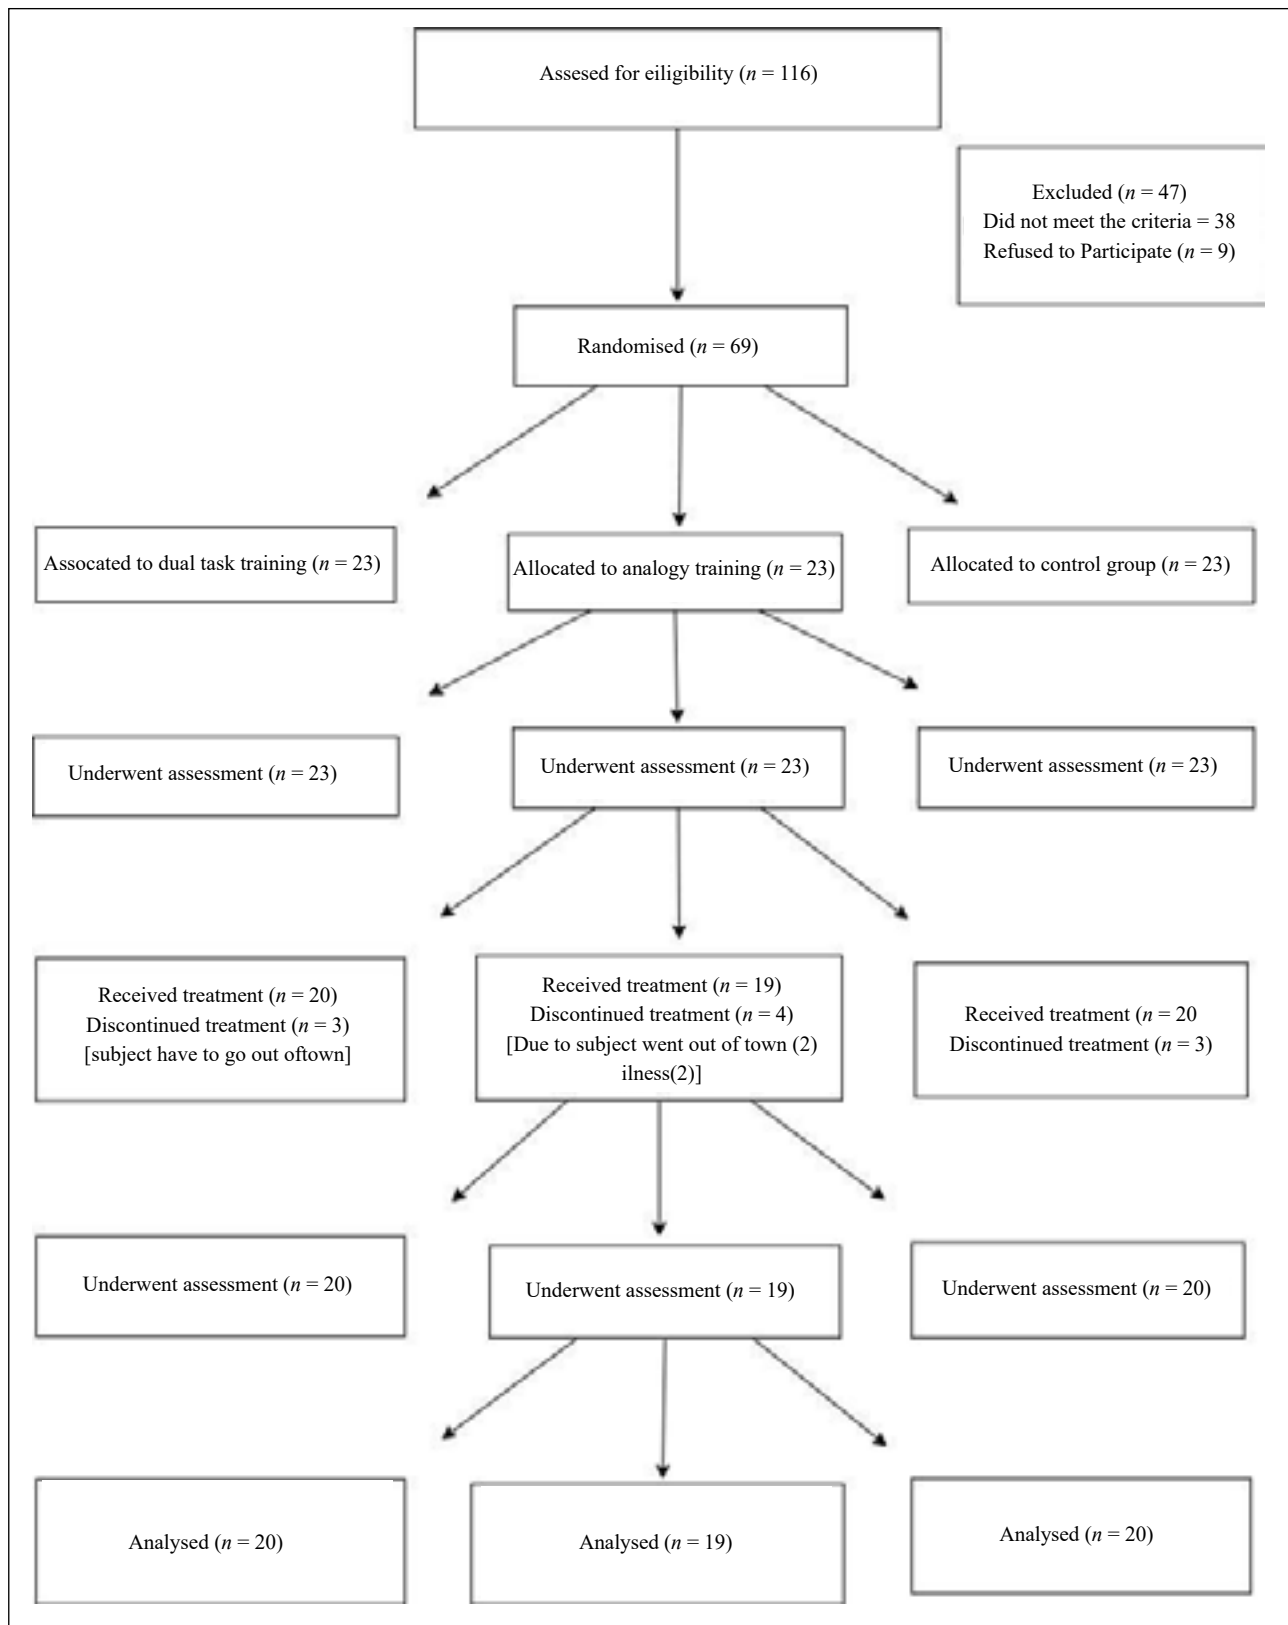 Assesed for eiligibility (n = 116)
Excluded (n = 47)
Did not meet the criteria = 38
Refused to Participate (n = 9)
Randomised (n = 69)
Assocated to dual task training (n = 23)
Allocated to analogy training (n = 23)
Allocated to control group (n = 23)
Underwent assessment (n = 23)
Underwent assessment (n = 23)
Underwent assessment (n = 23)
Received treatment (n = 20)
Discontinued treatment (n = 3)
[subject have to go out oftown]
Received treatment (n = 19)
Discontinued treatment (n = 4)
[Due to subject went out of town (2)
ilness(2)]
Received treatment (n = 20
Discontinued treatment (n = 3)
Underwent assessment (n = 20)
Underwent assessment (n = 19)
Underwent assessment (n = 20)
Analysed (n = 20)
Analysed (n = 19)
Analysed (n = 20)